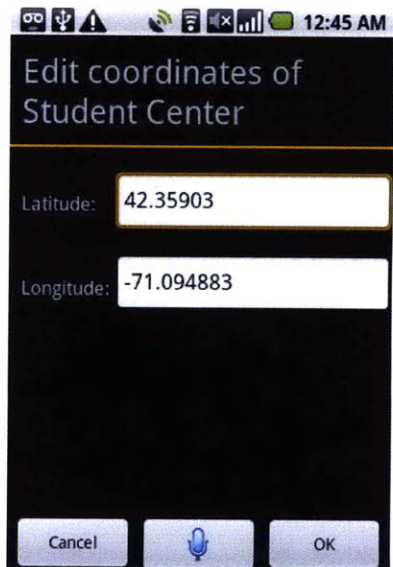 12:45 AM
Edit coordinates of
Student Center
Latitude: 42.35903
Longitude: -71.094883
Cancel OK